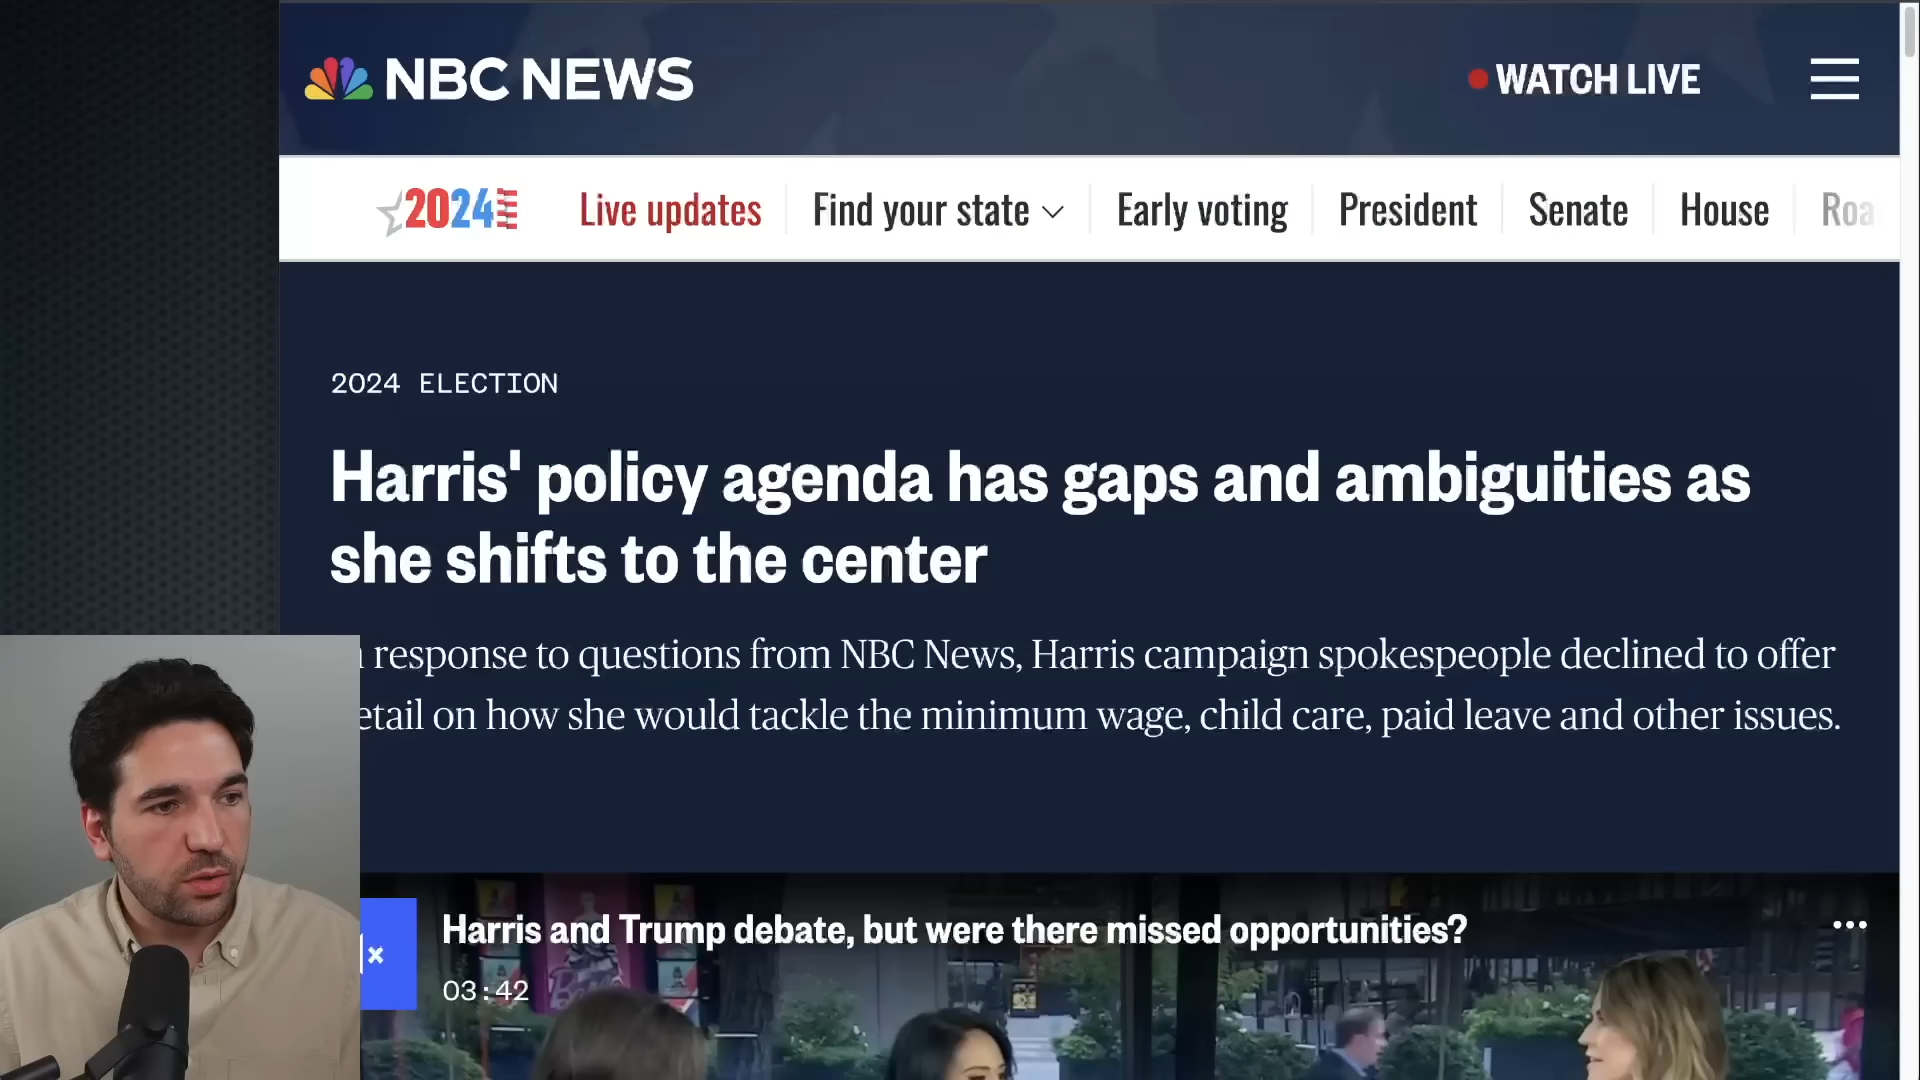 NBC NEWS
WATCH LIVE
2024
Live updates
Find your state
Early voting
President
Senate
House
Roa
2024 ELECTION
Harris' policy agenda has gaps and ambiguities as
she shifts to the center
response to questions from NBC News, Harris campaign spokespeople declined to offer
etail on how she would tackle the minimum wage, child care, paid leave and other issues.
Harris and Trump debate, but were there missed opportunities?
03:42